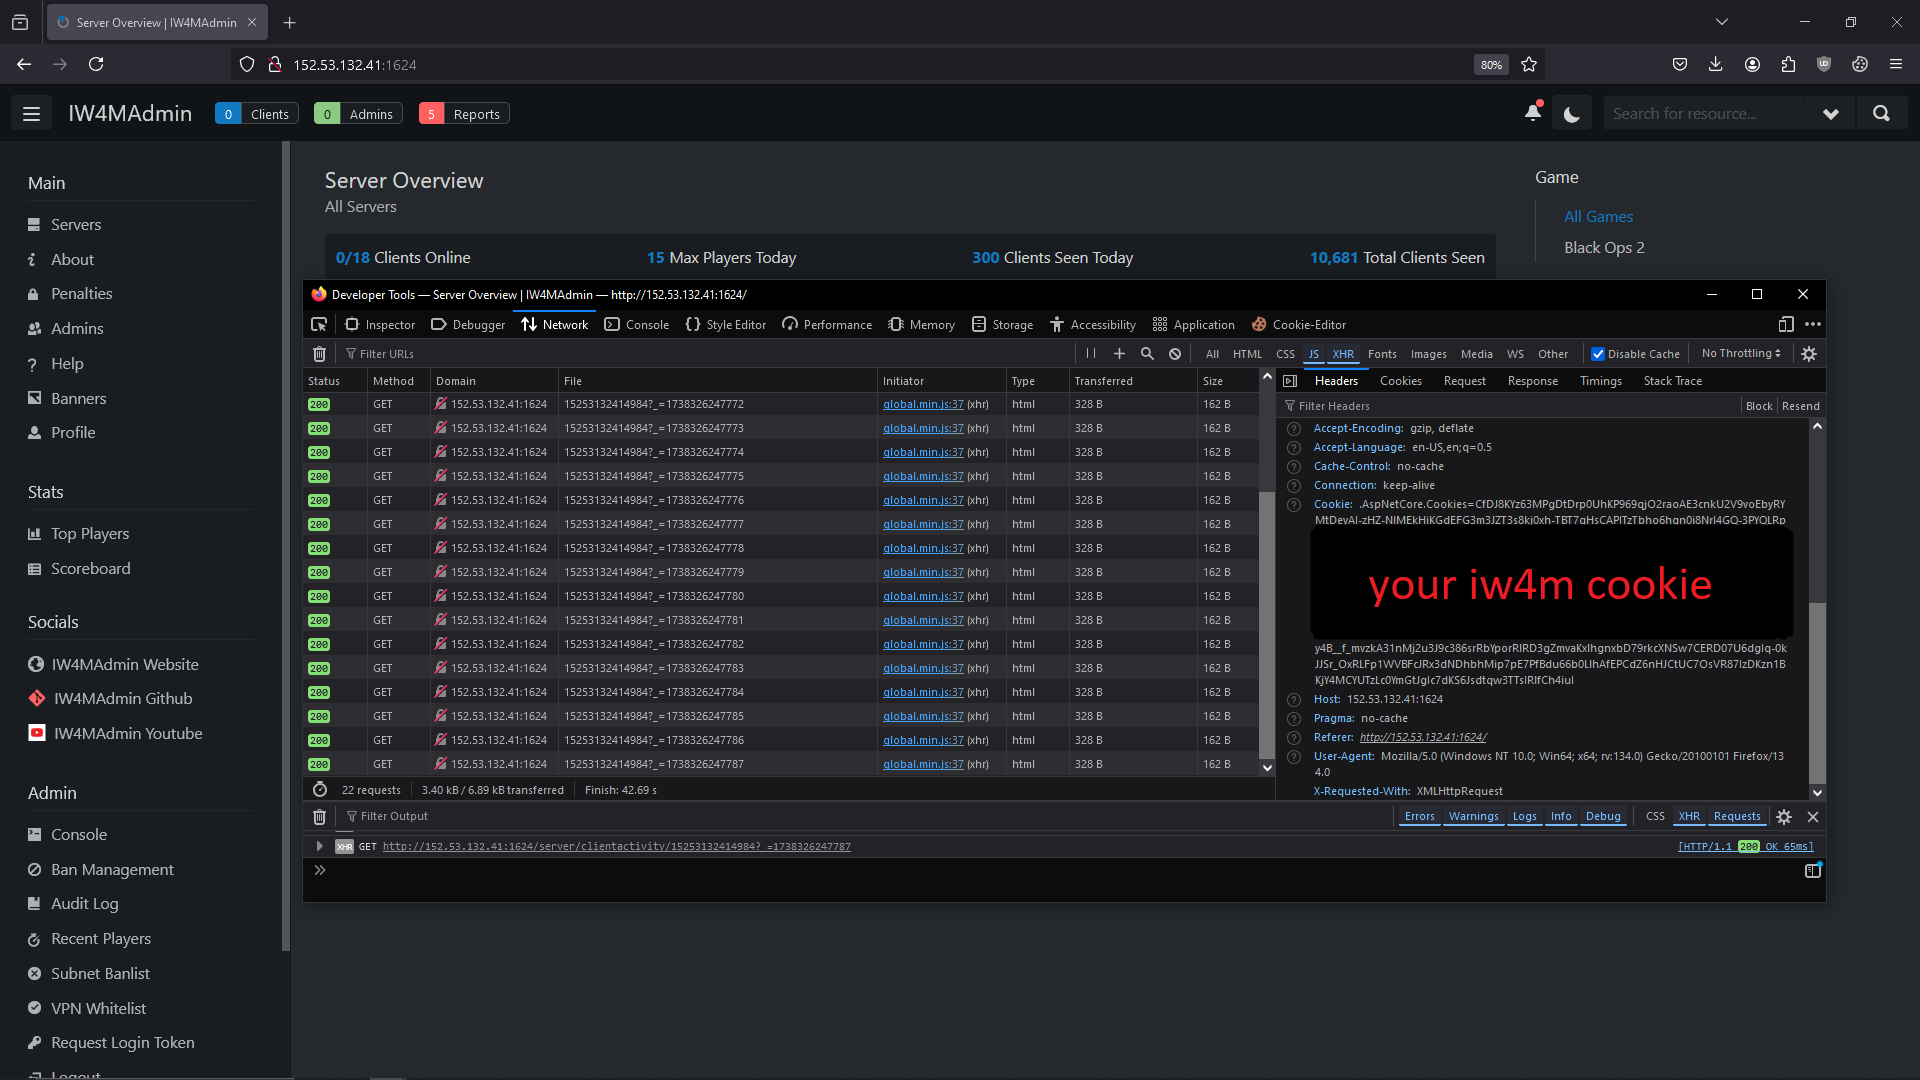 Server Overview | IW4MAdmin
152.53.132.41:1624
80%
IW4MAdmin
0 Clients
0 Admins
5 Reports
Search for resource...
Main
Servers
About
Penalties
Admins
Help
Banners
Profile
Stats
Top Players
Scoreboard
Socials
IW4MAdmin Website
IW4MAdmin Github
IW4MAdmin Youtube
Admin
Console
Ban Management
Audit Log
Recent Players
Subnet Banlist
VPN Whitelist
Request Login Token
Logout
Server Overview
All Servers
0/18 Clients Online
15 Max Players Today
300 Clients Seen Today
10,681 Total Clients Seen
Game
All Games
Black Ops 2
Developer Tools — Server Overview | IW4MAdmin — http://152.53.132.41:1624/
Inspector Debugger Network Console Style Editor Performance Memory Storage Accessibility Application Cookie-Editor
Filter URLs
All HTML CSS JS XHR Fonts Images Media WS Other
Disable Cache
No Throttling
Status Method Domain File Initiator Type Transferred Size
200 GET 152.53.132.41:1624 15253132414984?_=1738326247772 global.min.js:37 (xhr) html 328 B 162 B
200 GET 152.53.132.41:1624 15253132414984?_=1738326247773 global.min.js:37 (xhr) html 328 B 162 B
200 GET 152.53.132.41:1624 15253132414984?_=1738326247774 global.min.js:37 (xhr) html 328 B 162 B
200 GET 152.53.132.41:1624 15253132414984?_=1738326247775 global.min.js:37 (xhr) html 328 B 162 B
200 GET 152.53.132.41:1624 15253132414984?_=1738326247776 global.min.js:37 (xhr) html 328 B 162 B
200 GET 152.53.132.41:1624 15253132414984?_=1738326247777 global.min.js:37 (xhr) html 328 B 162 B
200 GET 152.53.132.41:1624 15253132414984?_=1738326247778 global.min.js:37 (xhr) html 328 B 162 B
200 GET 152.53.132.41:1624 15253132414984?_=1738326247779 global.min.js:37 (xhr) html 328 B 162 B
200 GET 152.53.132.41:1624 15253132414984?_=1738326247780 global.min.js:37 (xhr) html 328 B 162 B
200 GET 152.53.132.41:1624 15253132414984?_=1738326247781 global.min.js:37 (xhr) html 328 B 162 B
200 GET 152.53.132.41:1624 15253132414984?_=1738326247782 global.min.js:37 (xhr) html 328 B 162 B
200 GET 152.53.132.41:1624 15253132414984?_=1738326247783 global.min.js:37 (xhr) html 328 B 162 B
200 GET 152.53.132.41:1624 15253132414984?_=1738326247784 global.min.js:37 (xhr) html 328 B 162 B
200 GET 152.53.132.41:1624 15253132414984?_=1738326247785 global.min.js:37 (xhr) html 328 B 162 B
200 GET 152.53.132.41:1624 15253132414984?_=1738326247786 global.min.js:37 (xhr) html 328 B 162 B
200 GET 152.53.132.41:1624 15253132414984?_=1738326247787 global.min.js:37 (xhr) html 328 B 162 B
22 requests 3.40 kB / 6.89 kB transferred Finish: 42.69 s
Headers Cookies Request Response Timings Stack Trace
Filter Headers
Block Resend
Accept-Encoding: gzip, deflate
Accept-Language: en-US,en;q=0.5
Cache-Control: no-cache
Connection: keep-alive
Cookie: .AspNetCore.Cookies=
your iw4m cookie
Host: 152.53.132.41:1624
Pragma: no-cache
Referer: http://152.53.132.41:1624/
User-Agent: Mozilla/5.0 (Windows NT 10.0; Win64; x64; rv:134.0) Gecko/20100101 Firefox/13
4.0
X-Requested-With: XMLHttpRequest
Filter Output
Errors Warnings Logs Info Debug CSS XHR Requests
XHR GET http://152.53.132.41:1624/server/clientactivity/15253132414984?_=1738326247787
[HTTP/1.1 200 OK 65ms]